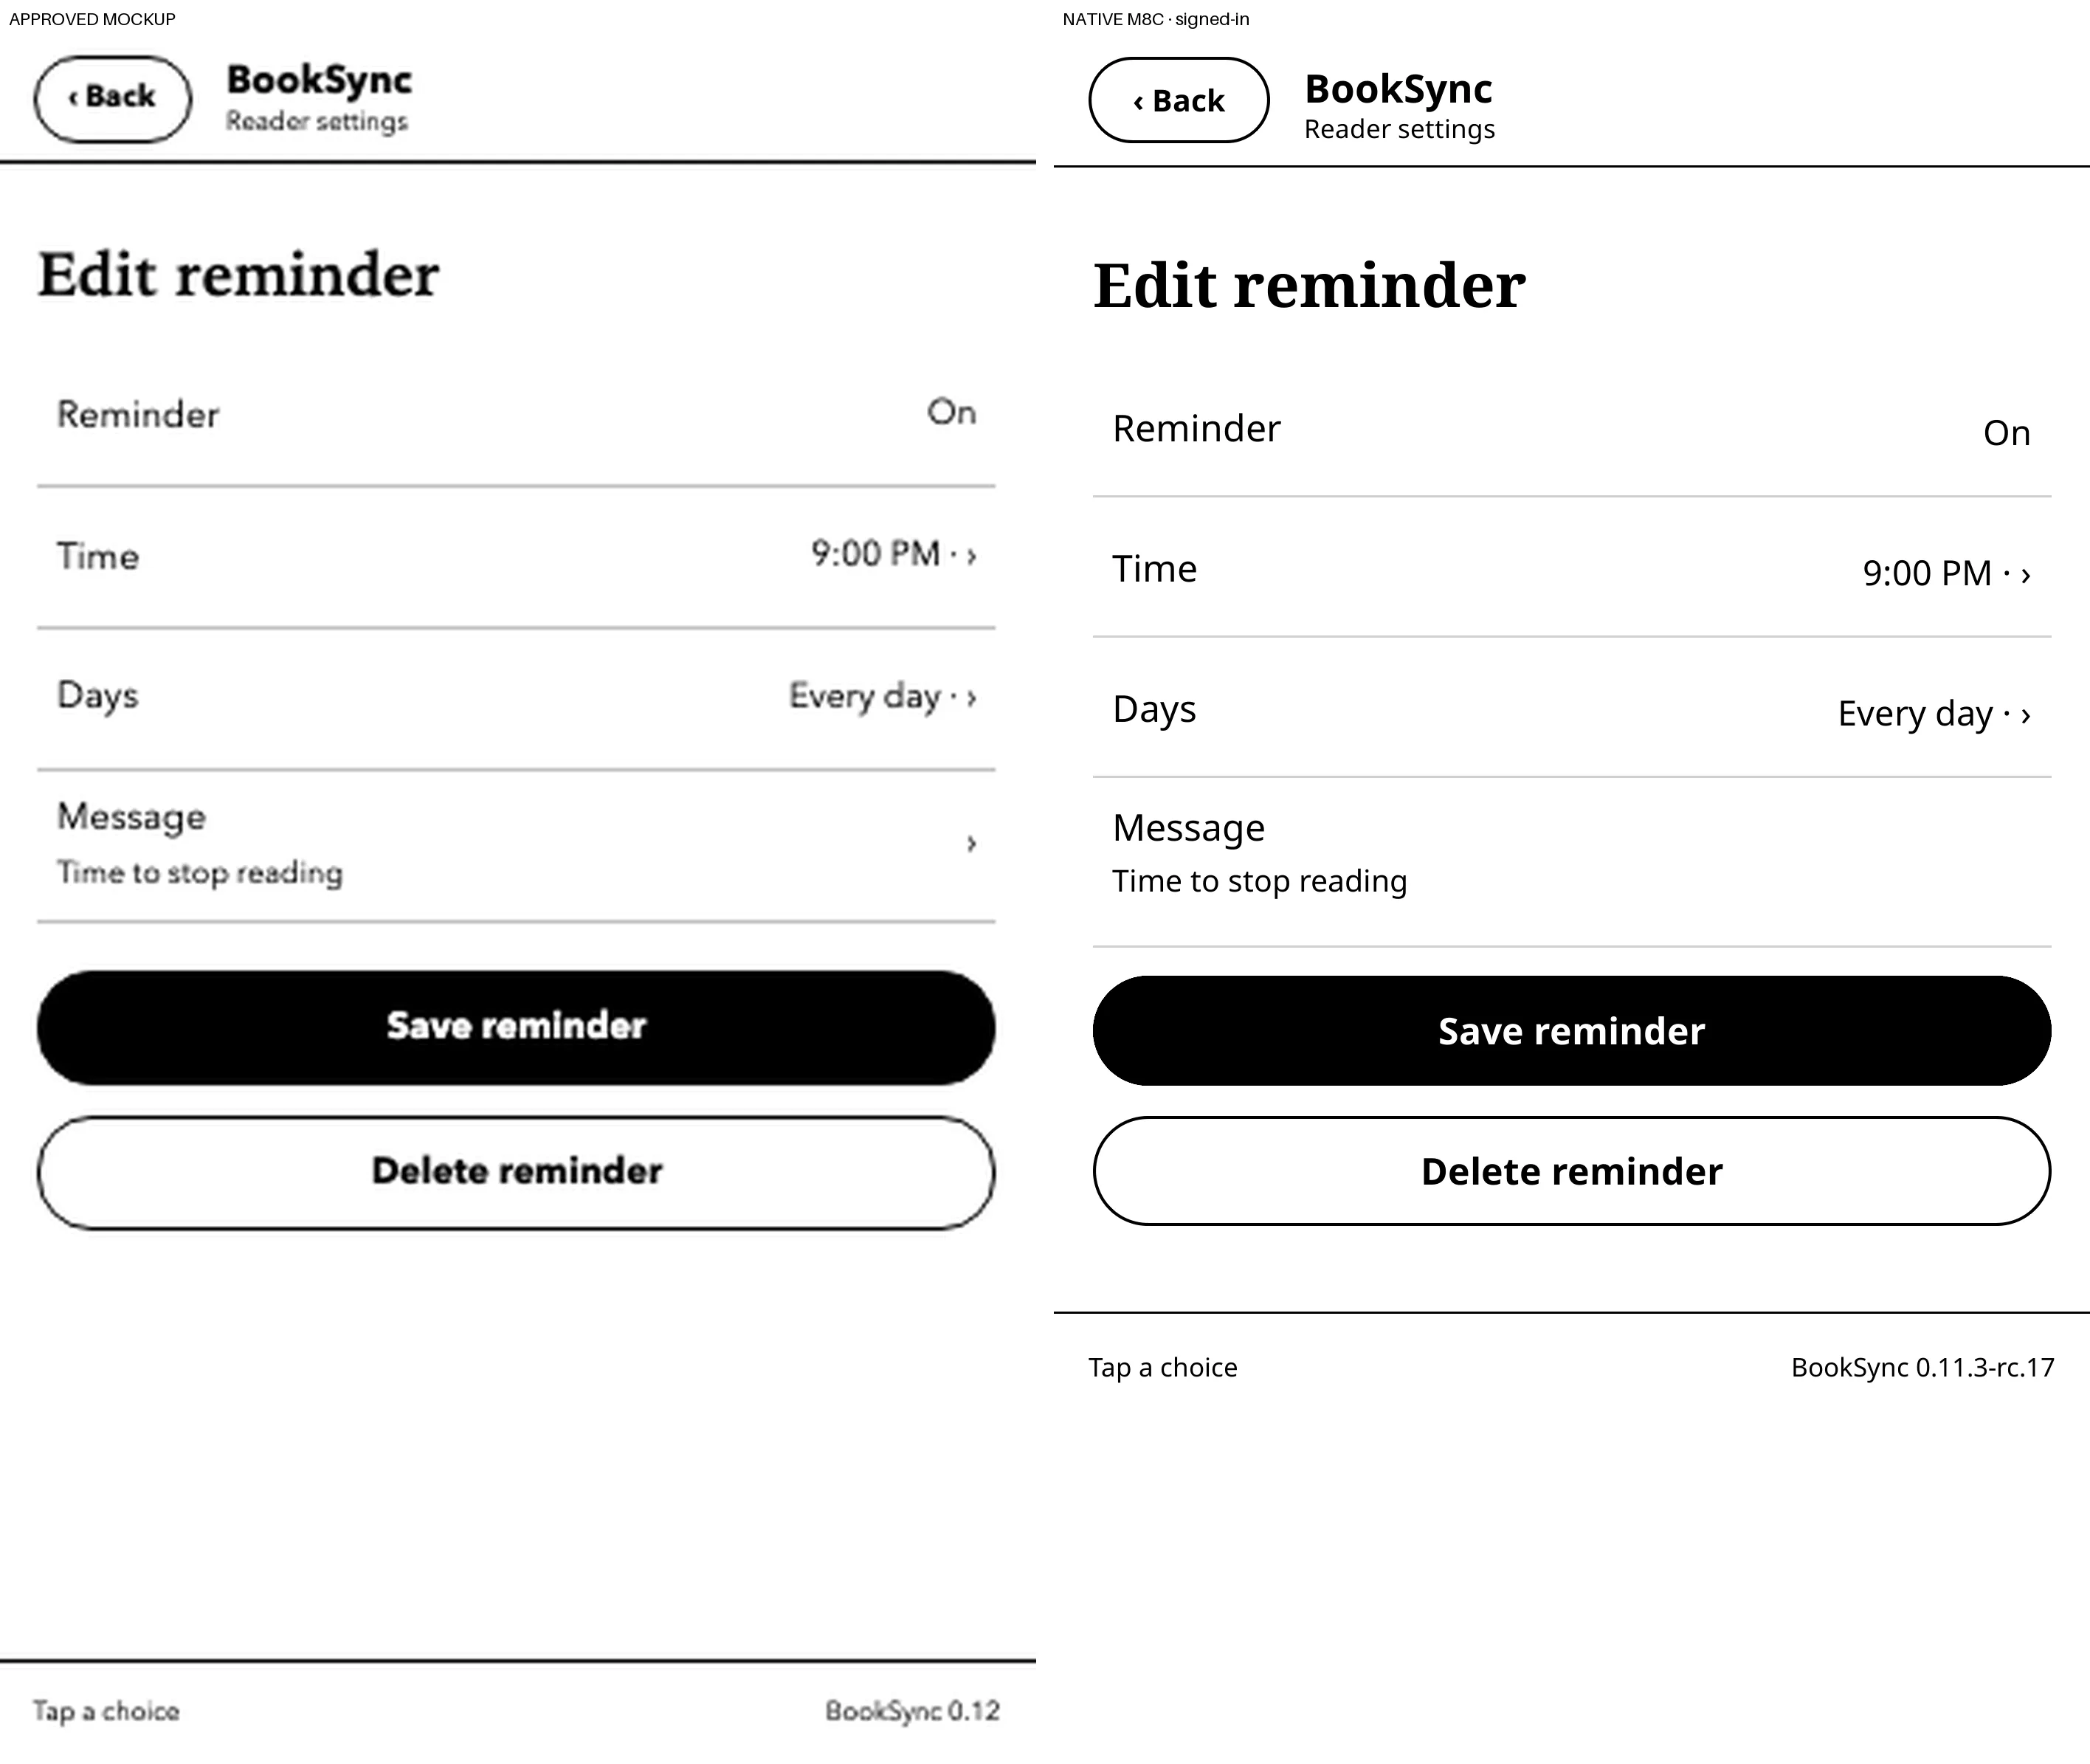 APPROVED MOCKUP
‹ Back
BookSync
Reader settings
Edit reminder
Reminder On
Time 9:00 PM · ›
Days Every day · ›
Message
›
Time to stop reading
Save reminder
Delete reminder
Tap a choice BookSync 0.12
NATIVE M8C · signed-in
‹ Back
BookSync
Reader settings
Edit reminder
Reminder On
Time 9:00 PM · ›
Days Every day · ›
Message
Time to stop reading
Save reminder
Delete reminder
Tap a choice BookSync 0.11.3-rc.17